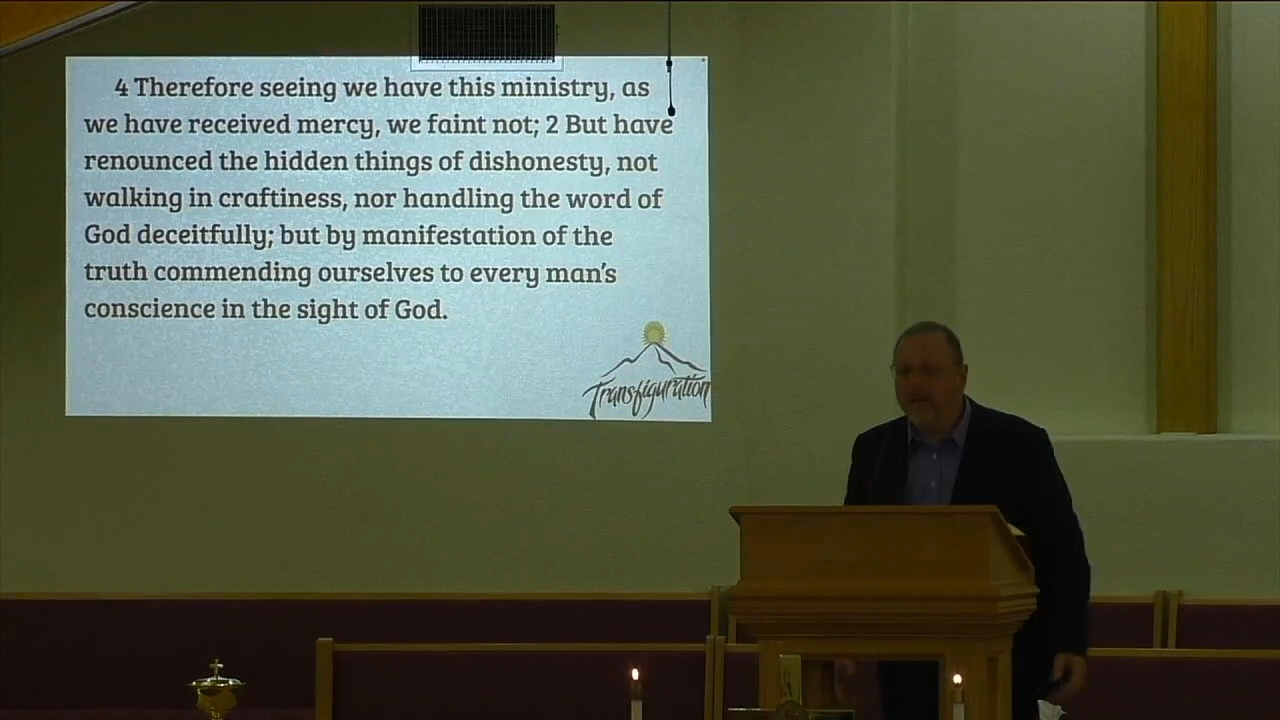 4 Therefore seeing we have this ministry, as
we have received mercy, we faint not; 2 But have
renounced the hidden things of dishonesty, not
walking in craftiness, nor handling the word of
God deceitfully; but by manifestation of the
truth commending ourselves to every man's
conscience in the sight of God.
Transfiguration